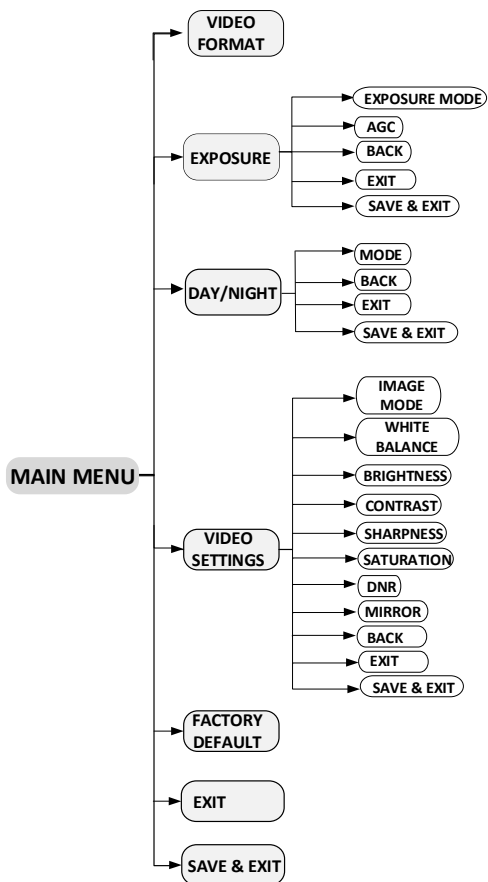 VIDEO
FORMAT
EXPOSURE MODE
AGC
BACK
EXPOSURE
EXIT
SAVE & EXIT
MODE
BACK
DAY/NIGHT
EXIT
SAVE & EXIT
IMAGE
MODE
WHITE
BALANCE
MAIN MENU
BRIGHTNESS
CONTRAST
VIDEO
SETTINGS
SHARPNESS
SATURATION
DNR
MIRROR
BACK
EXIT
SAVE & EXIT
FACTORY
DEFAULT
EXIT
SAVE & EXIT